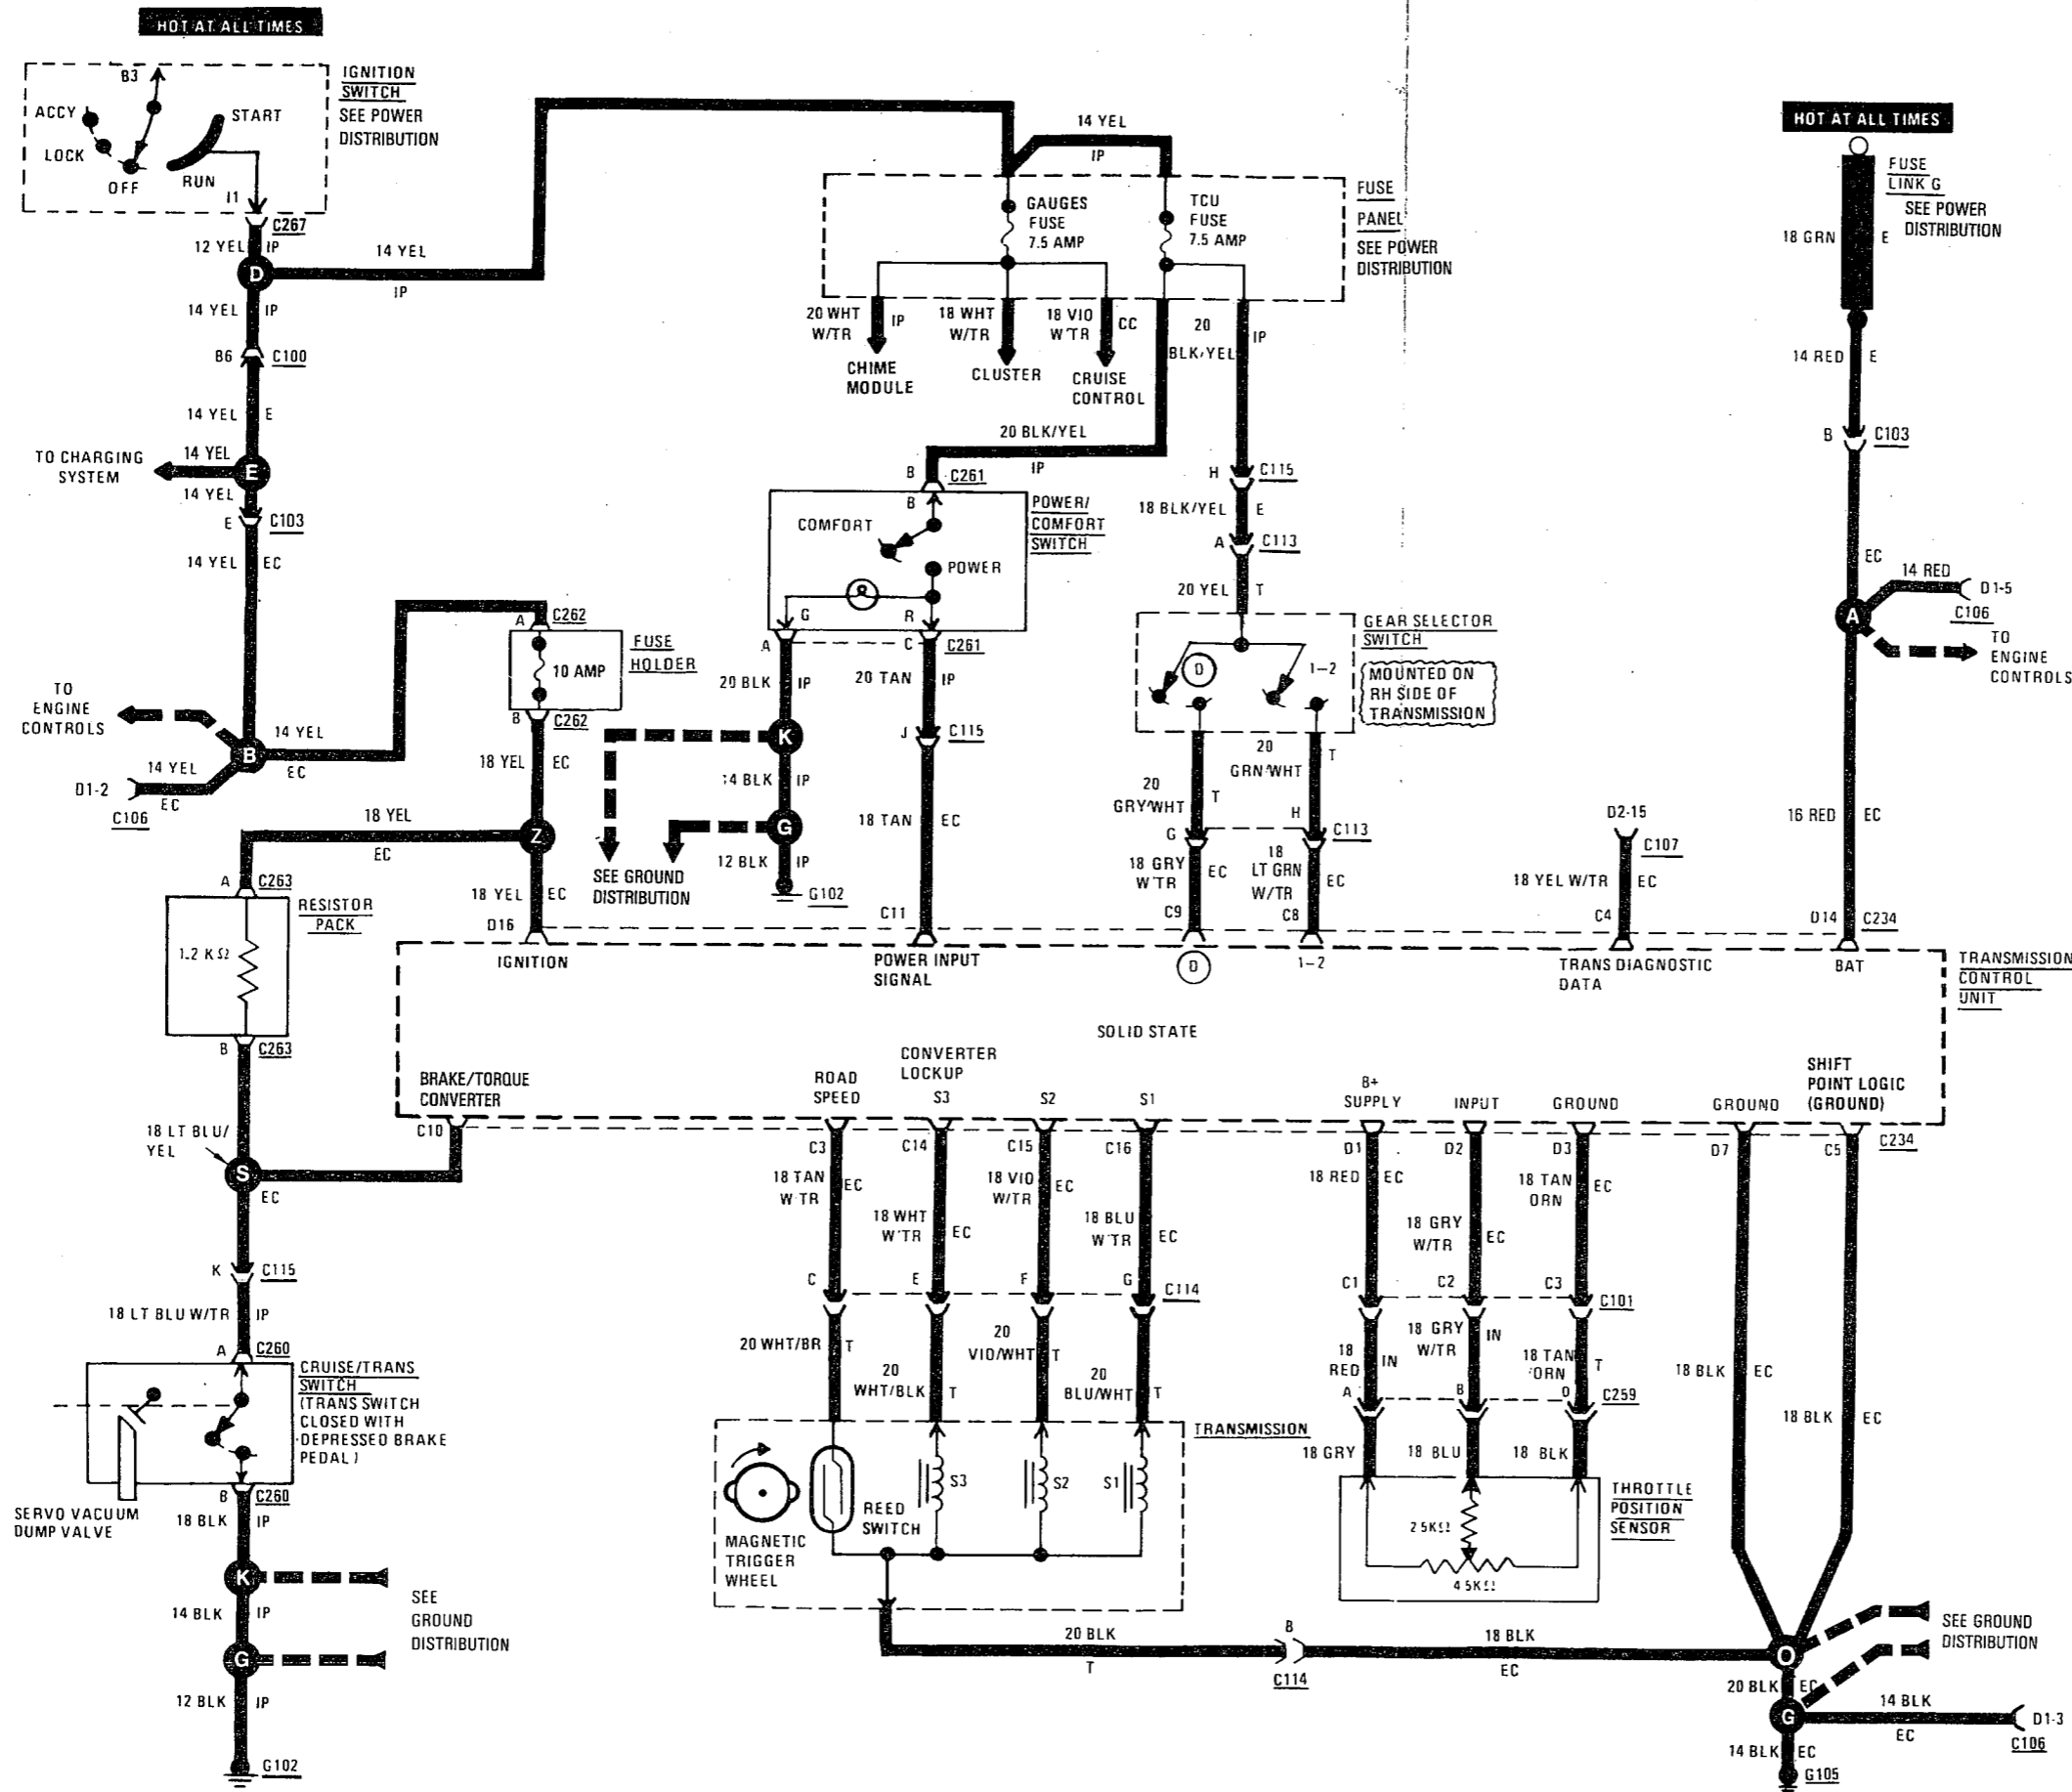 HOT AT ALL TIMES
B3
ACCY
START
LOCK
OFF
RUN
I1
IGNITION
SWITCH
SEE POWER
DISTRIBUTION
C267
12 YEL IP
D
14 YEL
IP
14 YEL IP
B6 C100
14 YEL E
TO CHARGING
SYSTEM
14 YEL
E
14 YEL
E C103
14 YEL EC
TO
ENGINE
CONTROLS
B
14 YEL
EC
14 YEL
EC
D1-2
C106
A C262
10 AMP
FUSE
HOLDER
B C262
18 YEL EC
Z
18 YEL
EC
18 YEL EC
D16
A C263
RESISTOR
PACK
1.2 K Ω
B C263
18 LT BLU/
YEL
S
EC
K C115
18 LT BLU W/TR IP
A C260
CRUISE/TRANS
SWITCH
(TRANS SWITCH
CLOSED WITH
DEPRESSED BRAKE
PEDAL)
SERVO VACUUM
DUMP VALVE
B C260
18 BLK IP
K
14 BLK IP
G
12 BLK IP
G102
SEE
GROUND
DISTRIBUTION
14 YEL
IP
GAUGES
FUSE
7.5 AMP
TCU
FUSE
7.5 AMP
FUSE
PANEL
SEE POWER
DISTRIBUTION
20 WHT
W/TR
IP
CHIME
MODULE
18 WHT
W/TR
CLUSTER
18 VIO
W'TR
CC
CRUISE
CONTROL
20
BLK/YEL
IP
20 BLK/YEL
IP
B C261
B
COMFORT
POWER
G
R
POWER/
COMFORT
SWITCH
A
C C261
20 BLK IP
20 TAN IP
K
J C115
14 BLK IP
G
18 TAN EC
12 BLK IP
G102
SEE GROUND
DISTRIBUTION
C11
H C115
18 BLK/YEL E
A C113
20 YEL T
D
1-2
GEAR SELECTOR
SWITCH
MOUNTED ON
RH SIDE OF
TRANSMISSION
20
GRY/WHT
T
20
GRN/WHT
T
G
H
C113
18 GRY
W'TR
EC
18
LT GRN
W/TR
EC
C9
C8
D2-15
C107
18 YEL W/TR EC
C4
HOT AT ALL TIMES
FUSE
LINK G
SEE POWER
DISTRIBUTION
18 GRN E
14 RED E
B C103
EC
14 RED
D1-5
C106
A
TO
ENGINE
CONTROLS
16 RED EC
D14 C234
IGNITION
POWER INPUT
SIGNAL
D
1-2
TRANS DIAGNOSTIC
DATA
BAT
TRANSMISSION
CONTROL
UNIT
SOLID STATE
BRAKE/TORQUE
CONVERTER
ROAD
SPEED
CONVERTER
LOCKUP
S3
S2
S1
B+
SUPPLY
INPUT
GROUND
GROUND
SHIFT
POINT LOGIC
(GROUND)
C10
C3
C14
C15
C16
D1
D2
D3
D7
C5
C234
18 TAN
W'TR
EC
18 WHT
W'TR
EC
18 VIO
W/TR
EC
18 BLU
W'TR
EC
18 RED EC
18 GRY
W/TR
EC
18 TAN
ORN
EC
C
E
F
G
C114
C1
C2
C3
C101
20 WHT/BR T
20
WHT/BLK
T
20
VIO/WHT
T
20
BLU/WHT
T
18
RED
IN
18 GRY
W/TR
IN
18 TAN
ORN
T
A
B
D
C259
18 BLK EC
18 BLK EC
TRANSMISSION
MAGNETIC
TRIGGER
WHEEL
REED
SWITCH
S3
S2
S1
18 GRY
18 BLU
18 BLK
2.5KΩ
4.5KΩ
THROTTLE
POSITION
SENSOR
20 BLK
T
B
C114
18 BLK
EC
O
SEE GROUND
DISTRIBUTION
20 BLK EC
G
14 BLK
EC
D1-3
C106
14 BLK EC
G105